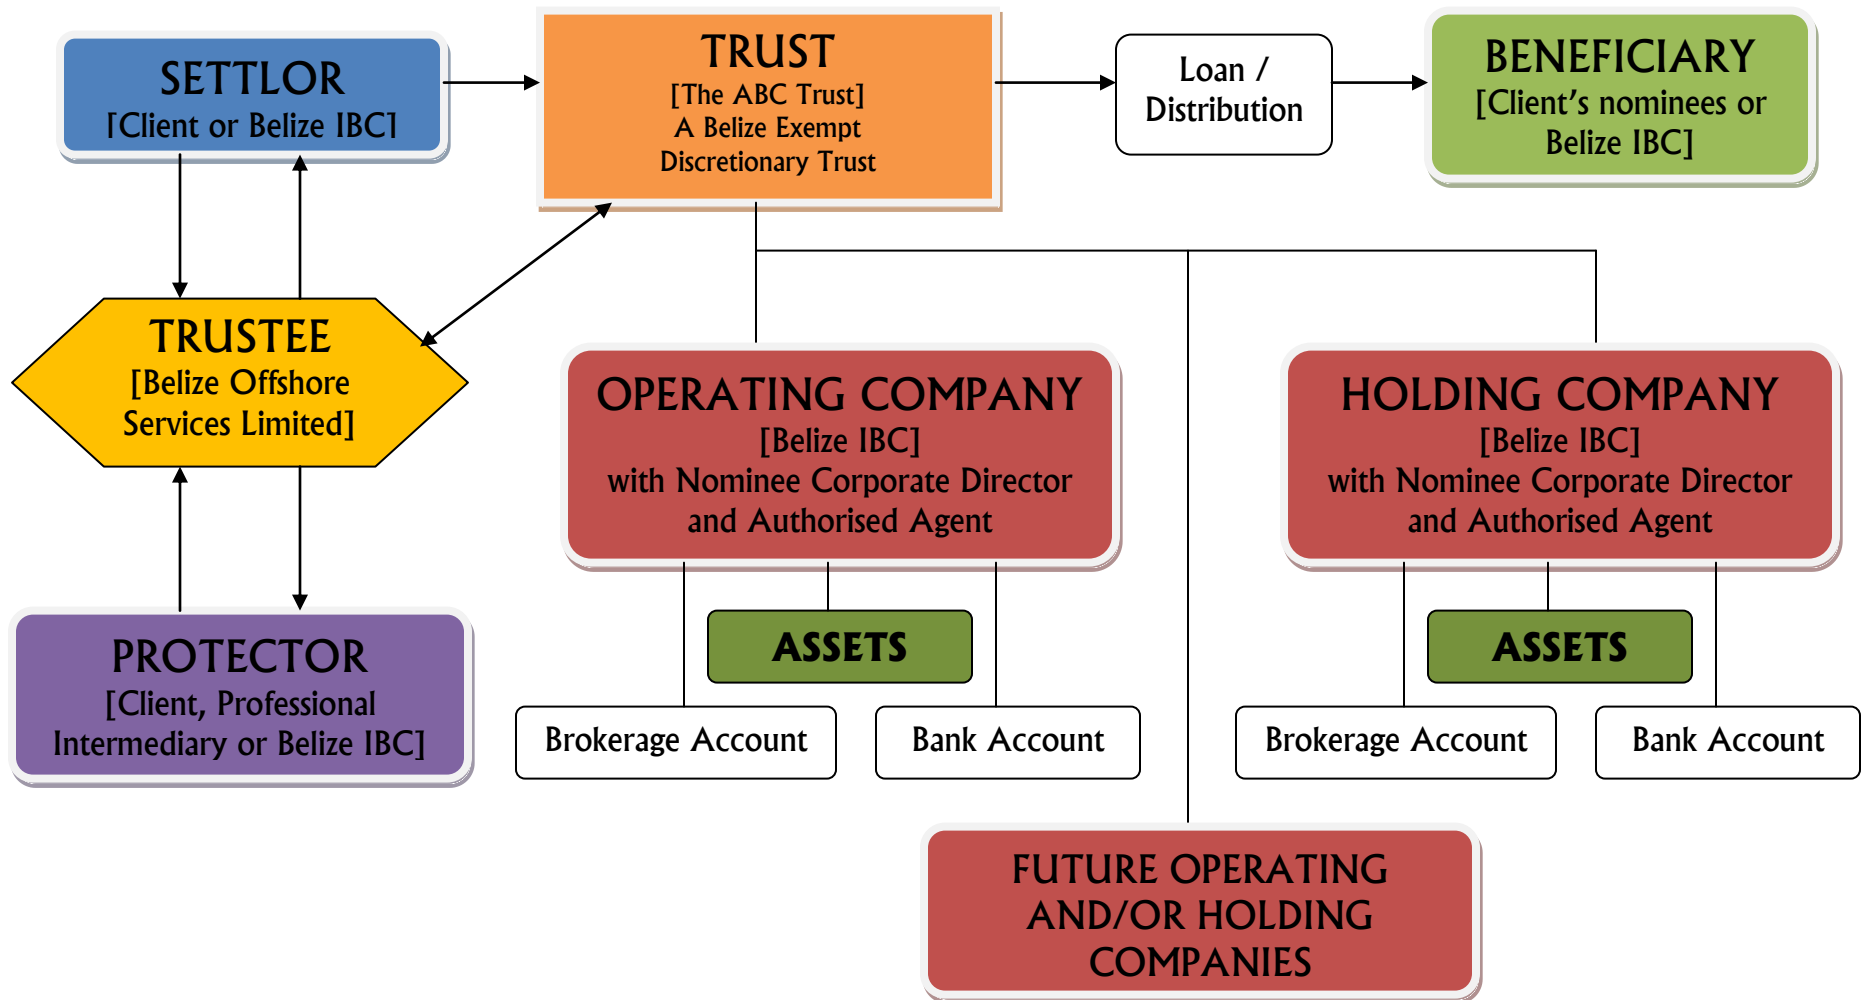 SETTLOR
[Client or Belize IBC]
TRUST
[The ABC Trust]
A Belize Exempt
Discretionary Trust
Loan /
Distribution
BENEFICIARY
[Client's nominees or
Belize IBC]
TRUSTEE
[Belize Offshore
Services Limited]
PROTECTOR
[Client, Professional
Intermediary or Belize IBC]
OPERATING COMPANY
[Belize IBC]
with Nominee Corporate Director
and Authorised Agent
ASSETS
Brokerage Account
Bank Account
HOLDING COMPANY
[Belize IBC]
with Nominee Corporate Director
and Authorised Agent
ASSETS
Brokerage Account
Bank Account
FUTURE OPERATING
AND/OR HOLDING
COMPANIES